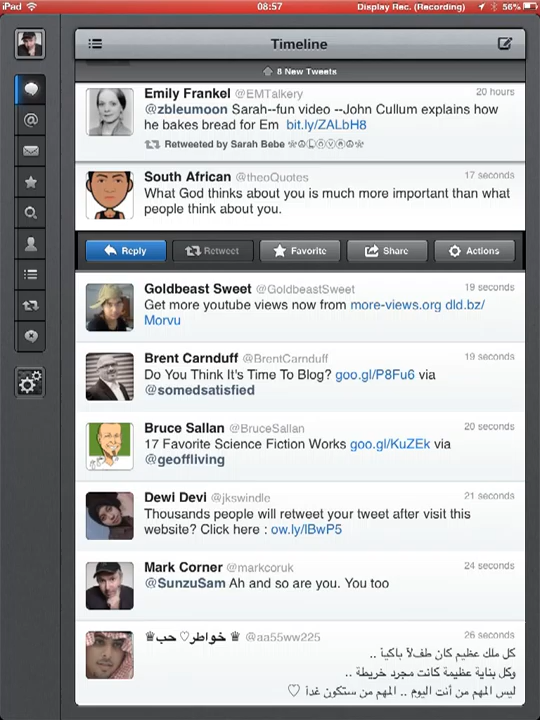 iPad 08:57 Display Rec. (Recording) 56%
Timeline
8 New Tweets
Emily Frankel @EMTalkery 20 hours
@zbleumoon Sarah--fun video --John Cullum explains how
he bakes bread for Em bit.ly/ZALbH8
Retweeted by Sarah Bebe
South African @theoQuotes 17 seconds
What God thinks about you is much more important than what
people think about you.
Reply Retweet Favorite Share Actions
Goldbeast Sweet @GoldbeastSweet 19 seconds
Get more youtube views now from more-views.org dld.bz/
Morvu
Brent Carnduff @BrentCarnduff 19 seconds
Do You Think It's Time To Blog? goo.gl/P8Fu6 via
@somedsatisfied
Bruce Sallan @BruceSallan 20 seconds
17 Favorite Science Fiction Works goo.gl/KuZEk via
@geoffliving
Dewi Devi @jkswindle 21 seconds
Thousands people will retweet your tweet after visit this
website? Click here : ow.ly/lBwP5
Mark Corner @markcoruk 24 seconds
@SunzuSam Ah and so are you. You too
♕ خواطر♡ حب♕ @aa55ww225 26 seconds
كل ملك عظيم كان طفلاً باكياً ..
وكل بناية عظيمة كانت مجرد خريطة ..
ليس المهم من أنت اليوم .. المهم من ستكون غداً ♡